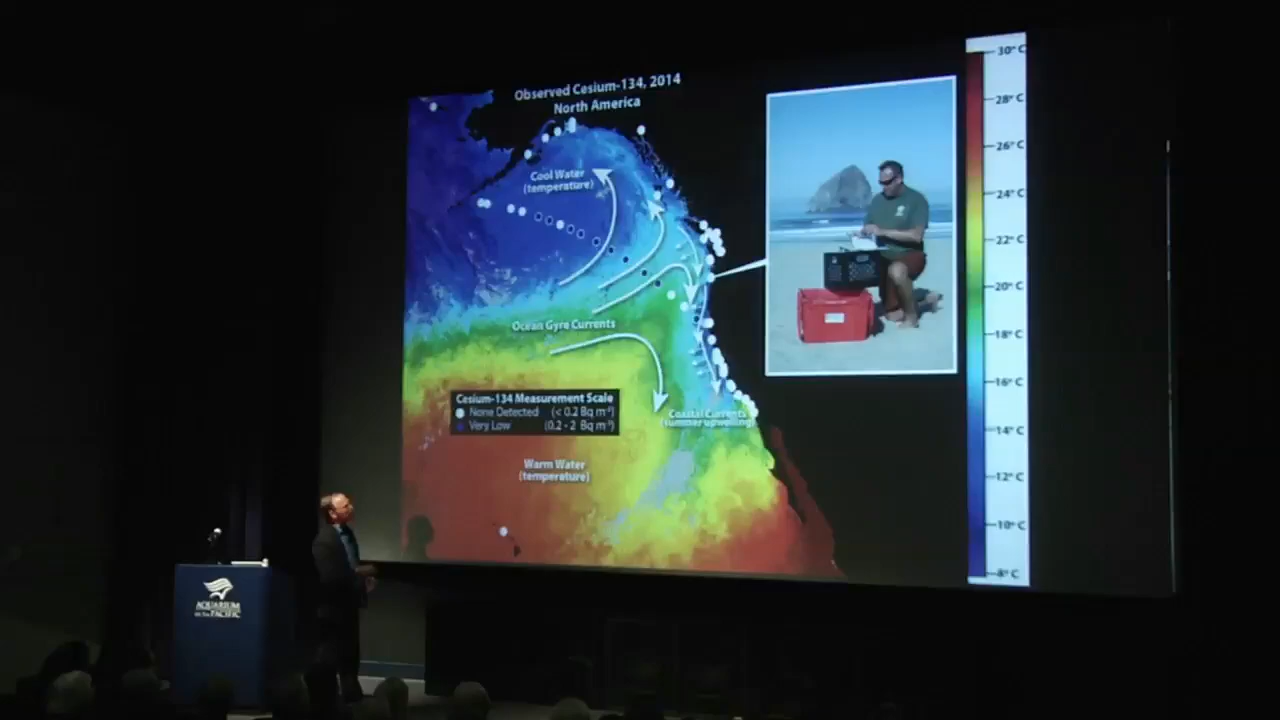 Observed Cesium-134, 2014
North America
Cool Water
(temperature)
Ocean Gyre Currents
Cesium-134 Measurement Scale
None Detected (< 0.2 Bq m⁻³)
Very Low (0.2 - 2 Bq m⁻³)
Coastal Currents
(summer upwelling)
Warm Water
(temperature)
30° C
28° C
26° C
24° C
22° C
20° C
18° C
16° C
14° C
12° C
10° C
8° C
AQUARIUM
OF THE PACIFIC